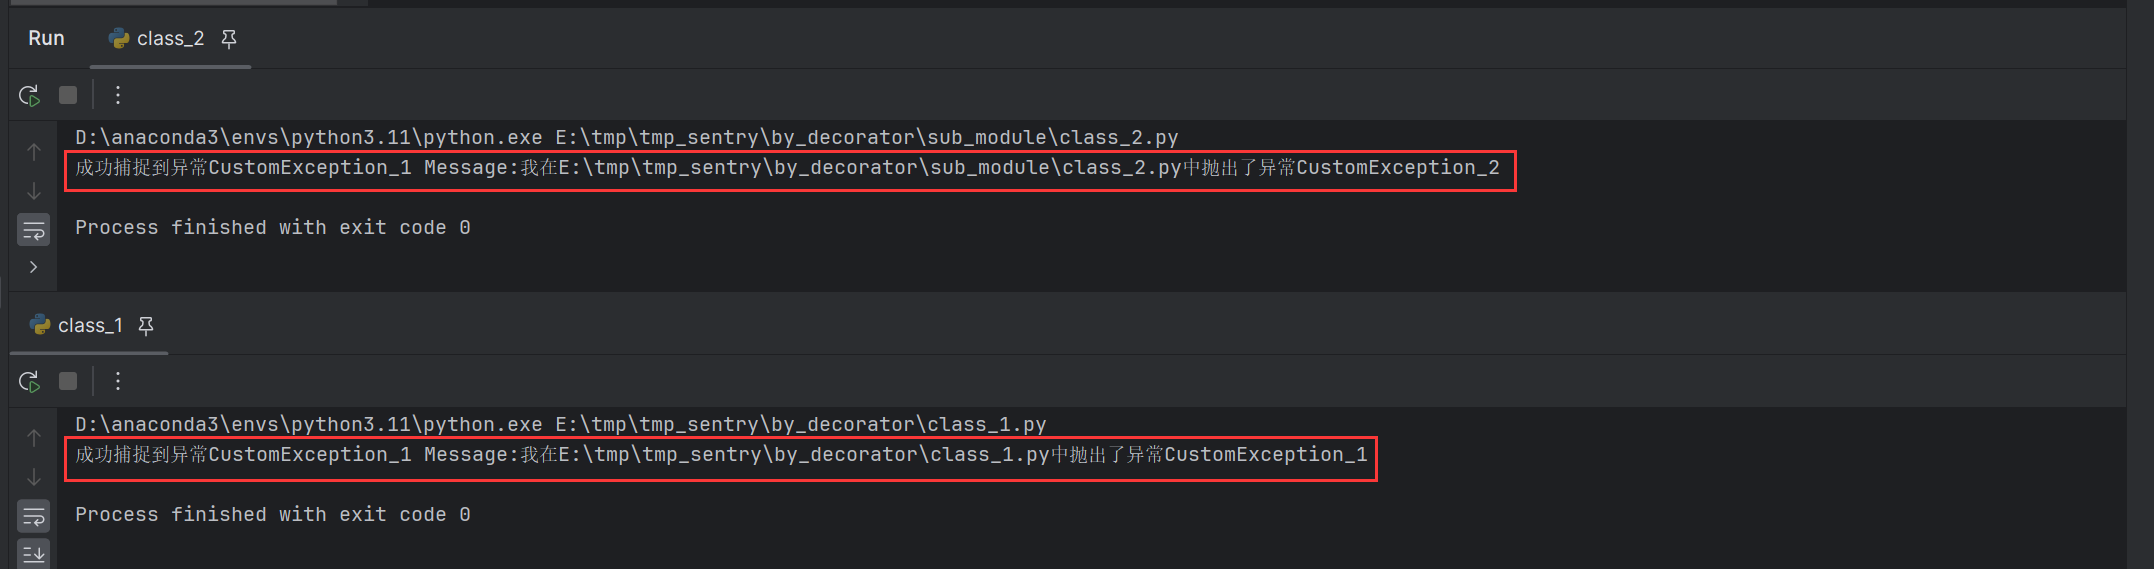 Run class_2
D:\anaconda3\envs\python3.11\python.exe E:\tmp\tmp_sentry\by_decorator\sub_module\class_2.py
成功捕捉到异常CustomException_1 Message:我在E:\tmp\tmp_sentry\by_decorator\sub_module\class_2.py中抛出了异常CustomException_2
Process finished with exit code 0
class_1
D:\anaconda3\envs\python3.11\python.exe E:\tmp\tmp_sentry\by_decorator\class_1.py
成功捕捉到异常CustomException_1 Message:我在E:\tmp\tmp_sentry\by_decorator\class_1.py中抛出了异常CustomException_1
Process finished with exit code 0